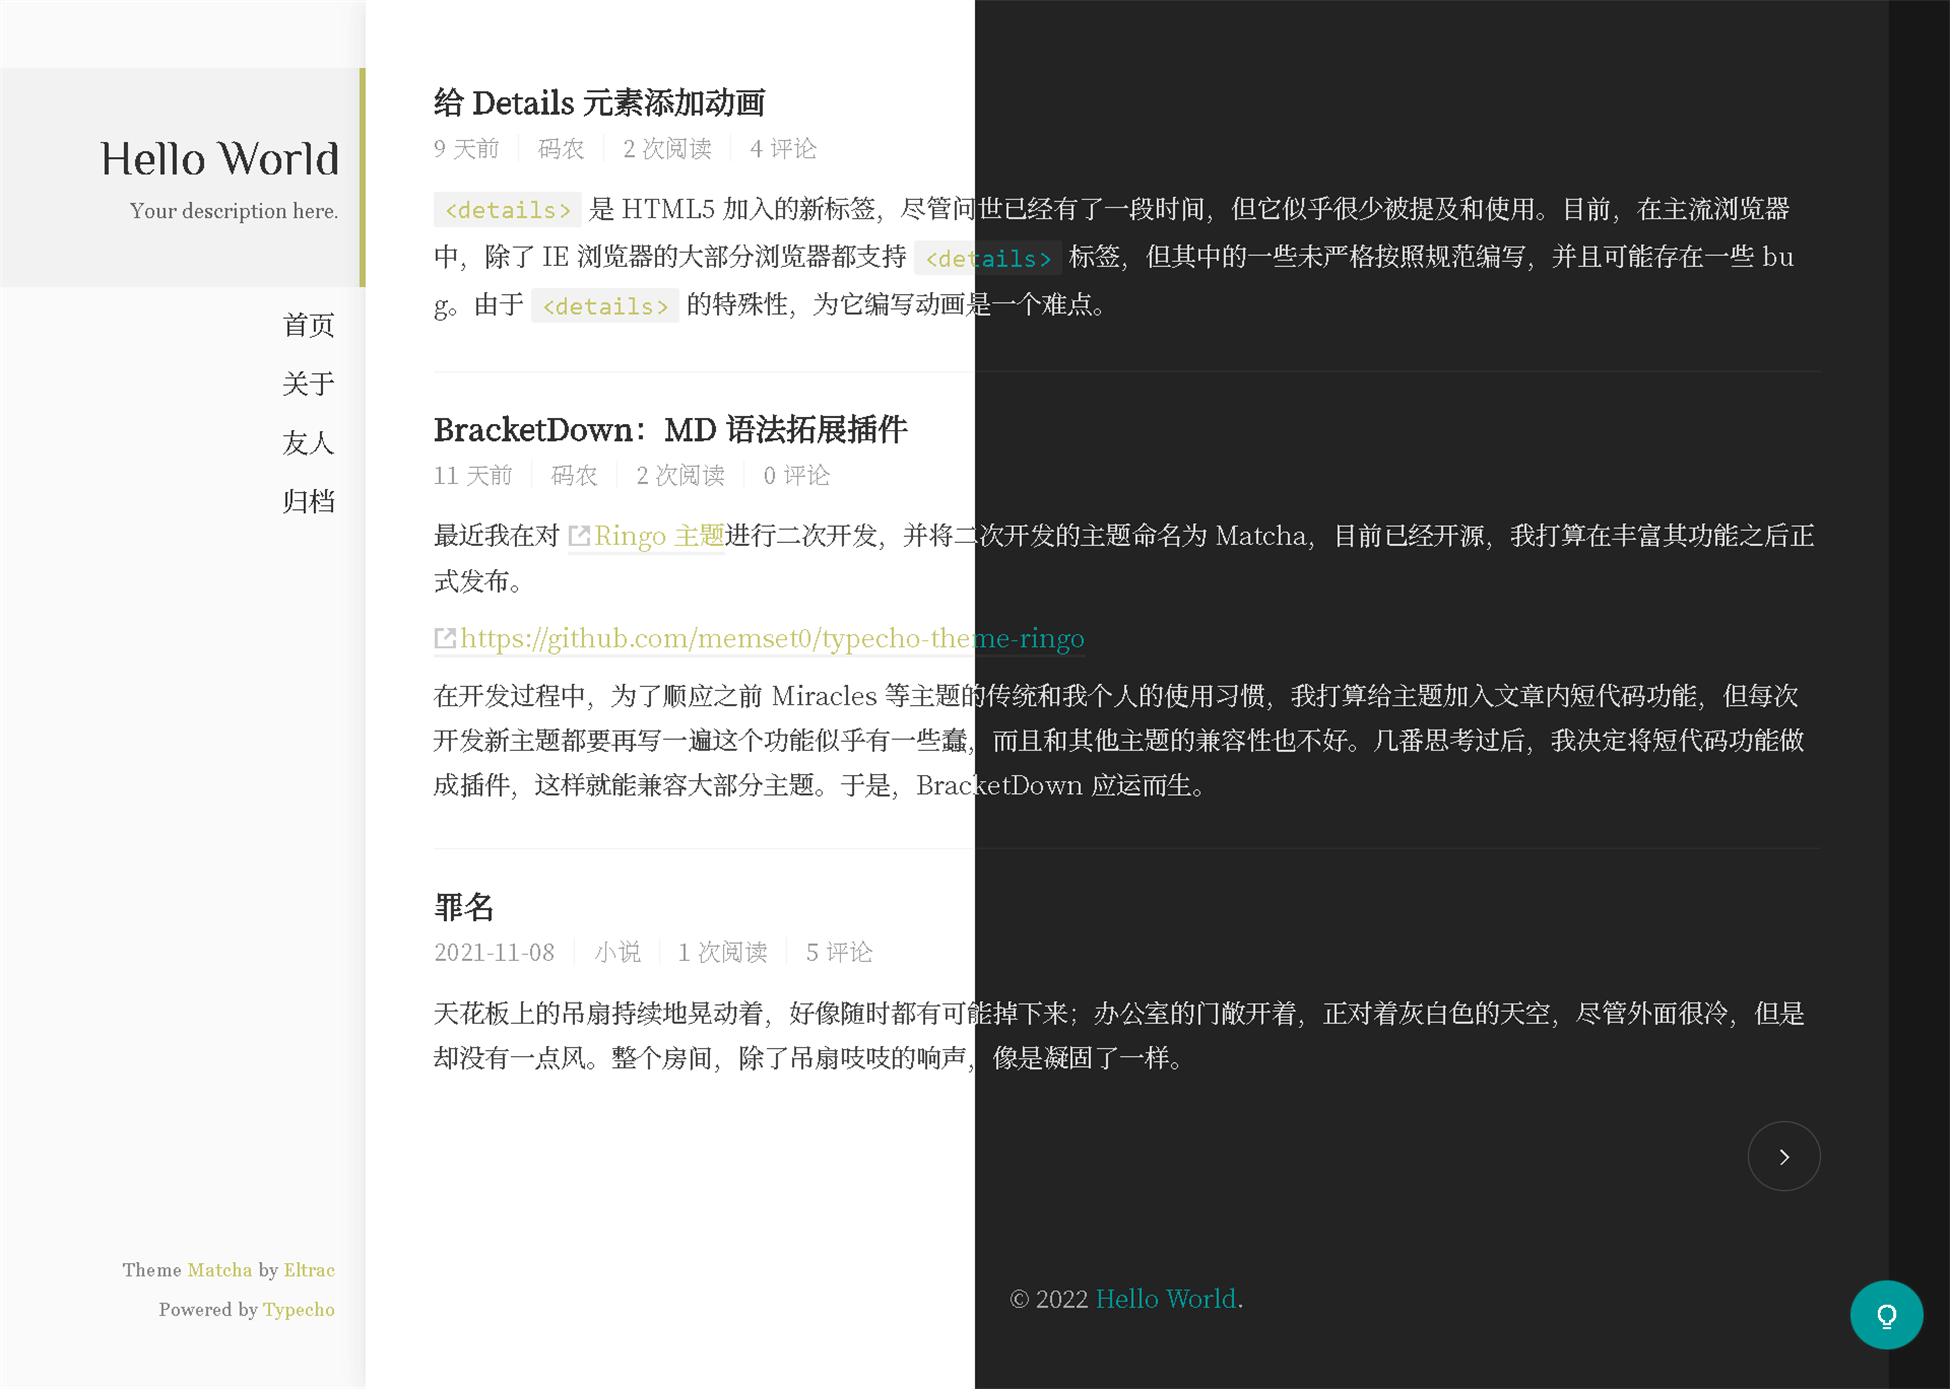 Hello World
Your description here.
首页
关于
友人
归档
Theme Matcha by Eltrac
Powered by Typecho
给 Details 元素添加动画
9 天前 码农 2 次阅读 4 评论
<details> 是 HTML5 加入的新标签，尽管问世已经有了一段时间，但它似乎很少被提及和使用。目前，在主流浏览器
中，除了 IE 浏览器的大部分浏览器都支持 <details> 标签，但其中的一些未严格按照规范编写，并且可能存在一些 bu
g。由于 <details> 的特殊性，为它编写动画是一个难点。
BracketDown：MD 语法拓展插件
11 天前 码农 2 次阅读 0 评论
最近我在对 Ringo 主题进行二次开发，并将二次开发的主题命名为 Matcha，目前已经开源，我打算在丰富其功能之后正
式发布。
https://github.com/memset0/typecho-theme-ringo
在开发过程中，为了顺应之前 Miracles 等主题的传统和我个人的使用习惯，我打算给主题加入文章内短代码功能，但每次
开发新主题都要再写一遍这个功能似乎有一些蠢，而且和其他主题的兼容性也不好。几番思考过后，我决定将短代码功能做
成插件，这样就能兼容大部分主题。于是，BracketDown 应运而生。
罪名
2021-11-08 小说 1 次阅读 5 评论
天花板上的吊扇持续地晃动着，好像随时都有可能掉下来；办公室的门敞开着，正对着灰白色的天空，尽管外面很冷，但是
却没有一点风。整个房间，除了吊扇吱吱的响声，像是凝固了一样。
© 2022 Hello World.